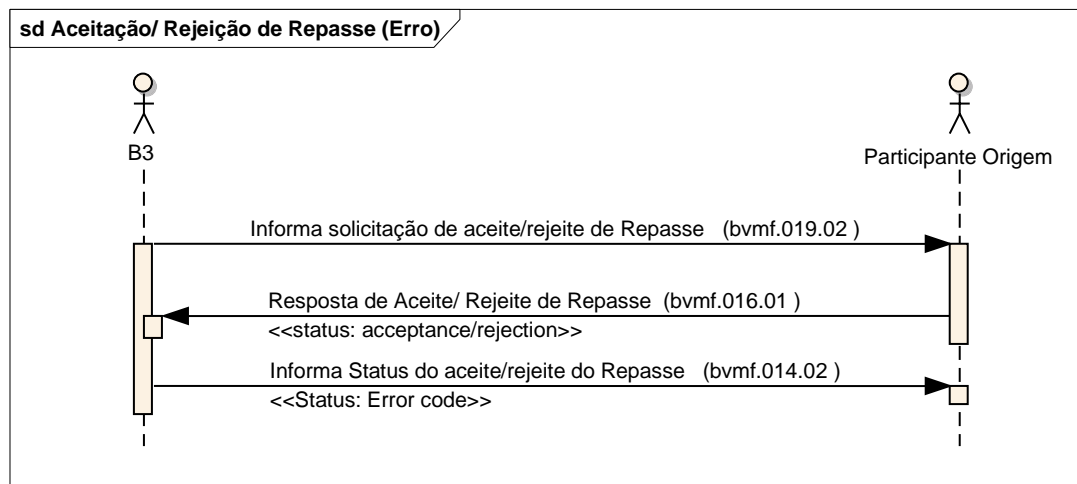 sd Aceitação/ Rejeição de Repasse (Erro)
B3
Participante Origem
Informa solicitação de aceite/rejeite de Repasse (bvmf.019.02 )
Resposta de Aceite/ Rejeite de Repasse (bvmf.016.01 )
<<status: acceptance/rejection>>
Informa Status do aceite/rejeite do Repasse (bvmf.014.02 )
<<Status: Error code>>